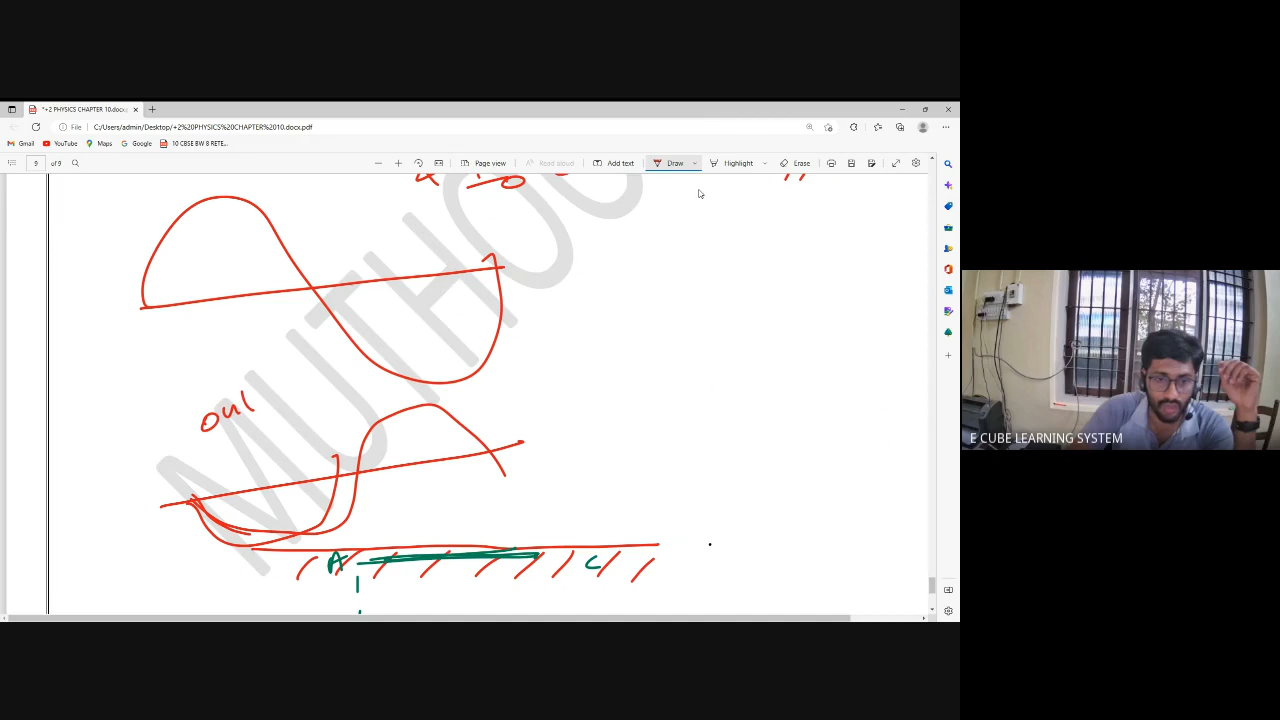 *+2 PHYSICS CHAPTER 10.docx.p
File C:/Users/admin/Desktop/+2%20PHYSICS%20CHAPTER%2010.docx.pdf
Gmail YouTube Maps Google 10 CBSE BW 8 RETE...
9 of 9 Page view Read aloud Add text Draw Highlight Erase
MUTHOO
out
A C
E CUBE LEARNING SYSTEM